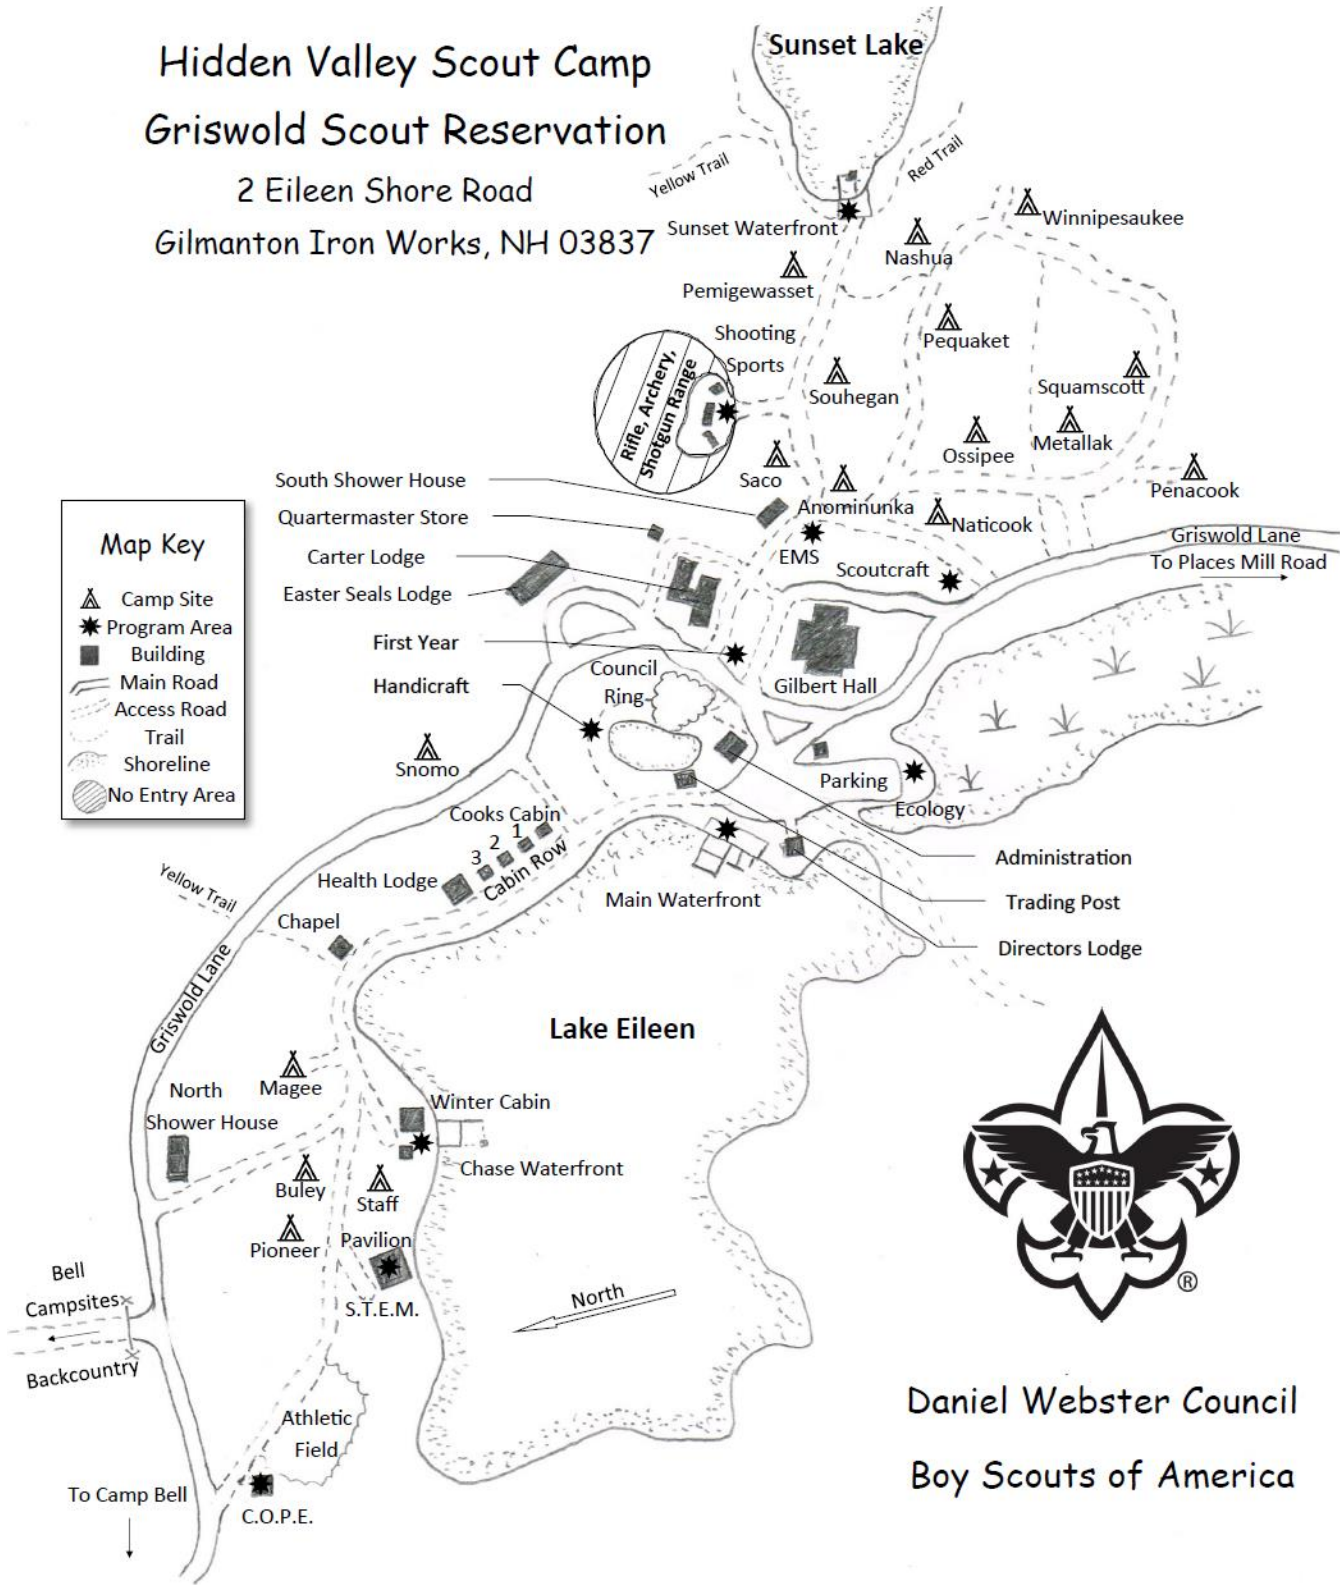 Hidden Valley Scout Camp
Griswold Scout Reservation
2 Eileen Shore Road
Gilmanton Iron Works, NH 03837
Sunset Lake
Yellow Trail
Red Trail
Sunset Waterfront
Winnipesaukee
Nashua
Pemigewasset
Shooting
Sports
Pequaket
Rifle, Archery,
Shotgun Range
Souhegan
Squamscott
Metallak
Ossipee
Saco
Penacook
Anominunka
Naticook
South Shower House
Quartermaster Store
Carter Lodge
Easter Seals Lodge
EMS
Scoutcraft
Griswold Lane
To Places Mill Road
Map Key
Camp Site
Program Area
Building
Main Road
Access Road
Trail
Shoreline
No Entry Area
First Year
Handicraft
Council
Ring
Gilbert Hall
Snomo
Parking
Ecology
Cooks Cabin
1
2
3
Cabin Row
Health Lodge
Main Waterfront
Administration
Trading Post
Directors Lodge
Yellow Trail
Chapel
Griswold Lane
Lake Eileen
Magee
North
Shower House
Winter Cabin
Chase Waterfront
Buley
Staff
Pioneer
Pavilion
S.T.E.M.
North
Bell
Campsites
Backcountry
Athletic
Field
To Camp Bell
C.O.P.E.
®
Daniel Webster Council
Boy Scouts of America